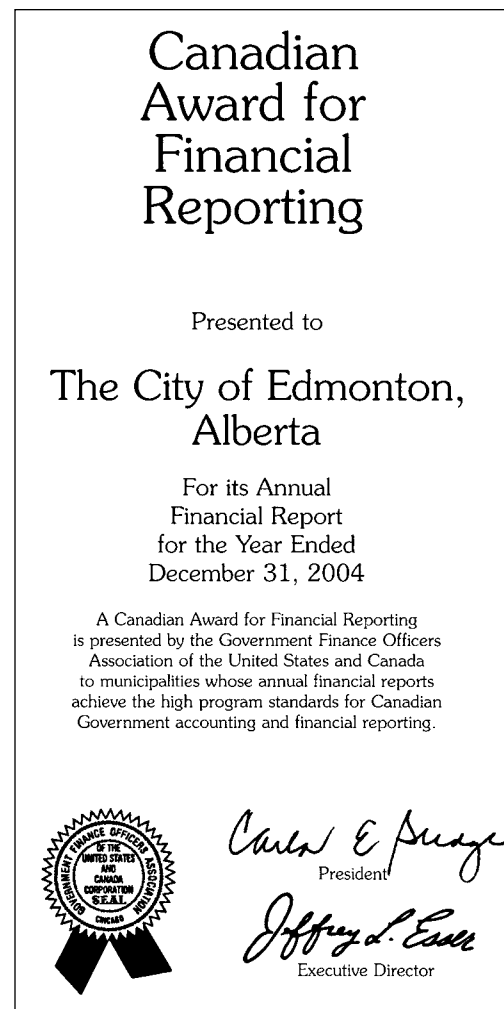 Canadian
Award for
Financial
Reporting
Presented to
The City of Edmonton,
Alberta
For its Annual
Financial Report
for the Year Ended
December 31, 2004
A Canadian Award for Financial Reporting
is presented by the Government Finance Officers
Association of the United States and Canada
to municipalities whose annual financial reports
achieve the high program standards for Canadian
Government accounting and financial reporting.
GOVERNMENT FINANCE OFFICERS ASSOCIATION
OF THE
UNITED STATES
AND
CANADA
CORPORATION
SEAL
CHICAGO
E
President
Jeffrey L. Esser
Executive Director